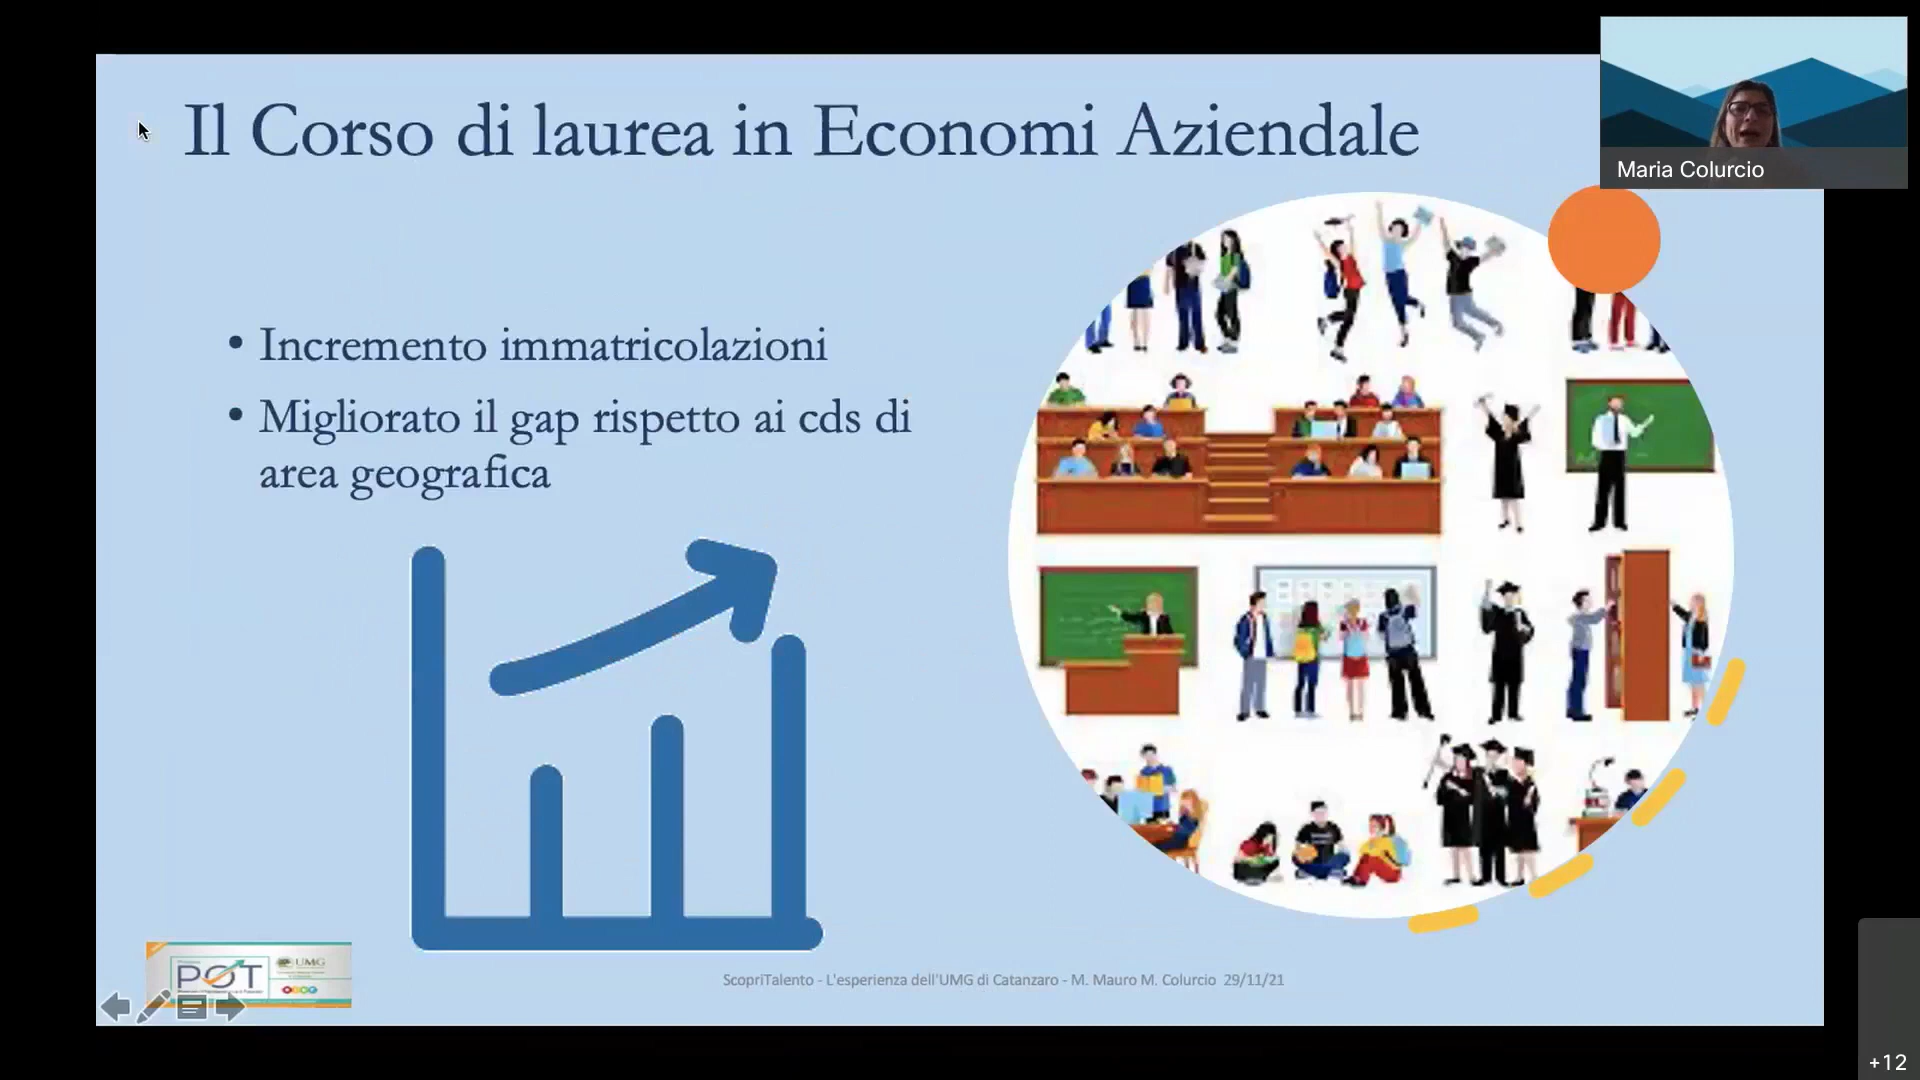 Il Corso di laurea in Economi Aziendale
Maria Colurcio
• Incremento immatricolazioni
• Migliorato il gap rispetto ai cds di
area geografica
POT
UMG
ScopriTalento - L'esperienza dell'UMG di Catanzaro - M. Mauro M. Colurcio 29/11/21
+12